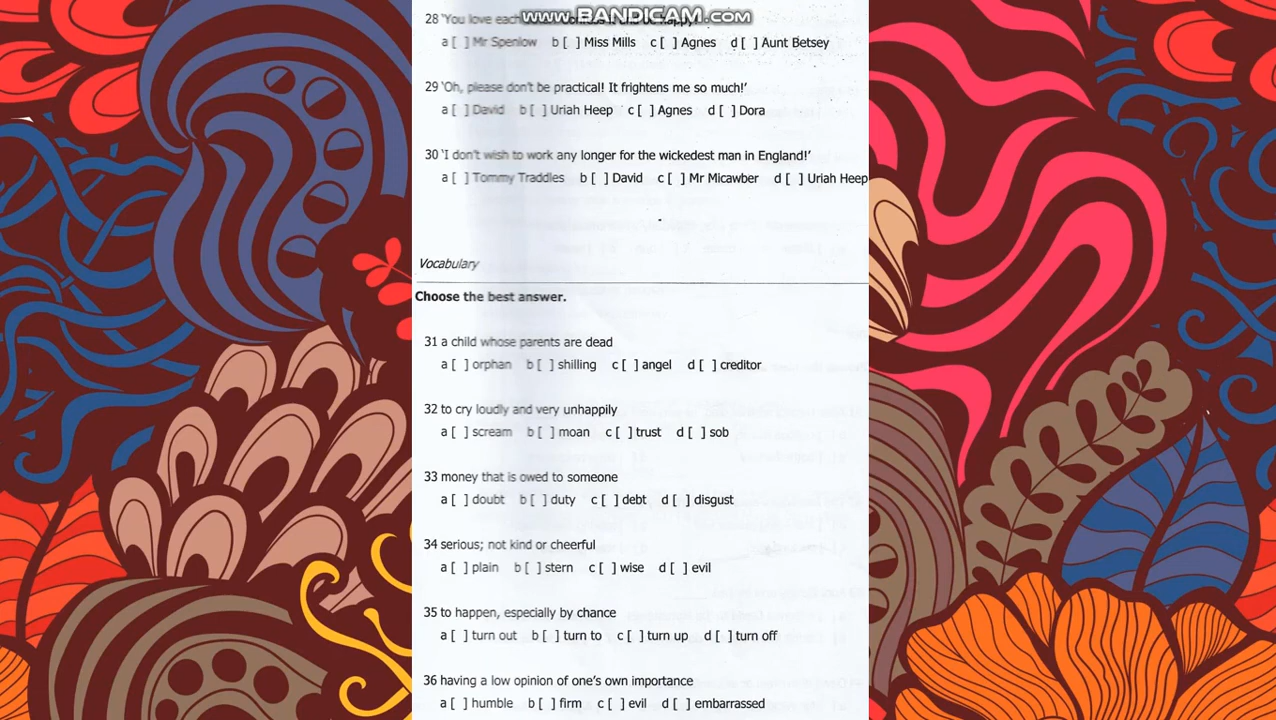 www.BANDICAM.com
28 'You love each
a [ ] Mr Spenlow b [ ] Miss Mills c [ ] Agnes d [ ] Aunt Betsey
29 'Oh, please don't be practical! It frightens me so much!'
a [ ] David b [ ] Uriah Heep c [ ] Agnes d [ ] Dora
30 'I don't wish to work any longer for the wickedest man in England!'
a [ ] Tommy Traddles b [ ] David c [ ] Mr Micawber d [ ] Uriah Heep
Vocabulary
Choose the best answer.
31 a child whose parents are dead
a [ ] orphan b [ ] shilling c [ ] angel d [ ] creditor
32 to cry loudly and very unhappily
a [ ] scream b [ ] moan c [ ] trust d [ ] sob
33 money that is owed to someone
a [ ] doubt b [ ] duty c [ ] debt d [ ] disgust
34 serious; not kind or cheerful
a [ ] plain b [ ] stern c [ ] wise d [ ] evil
35 to happen, especially by chance
a [ ] turn out b [ ] turn to c [ ] turn up d [ ] turn off
36 having a low opinion of one's own importance
a [ ] humble b [ ] firm c [ ] evil d [ ] embarrassed